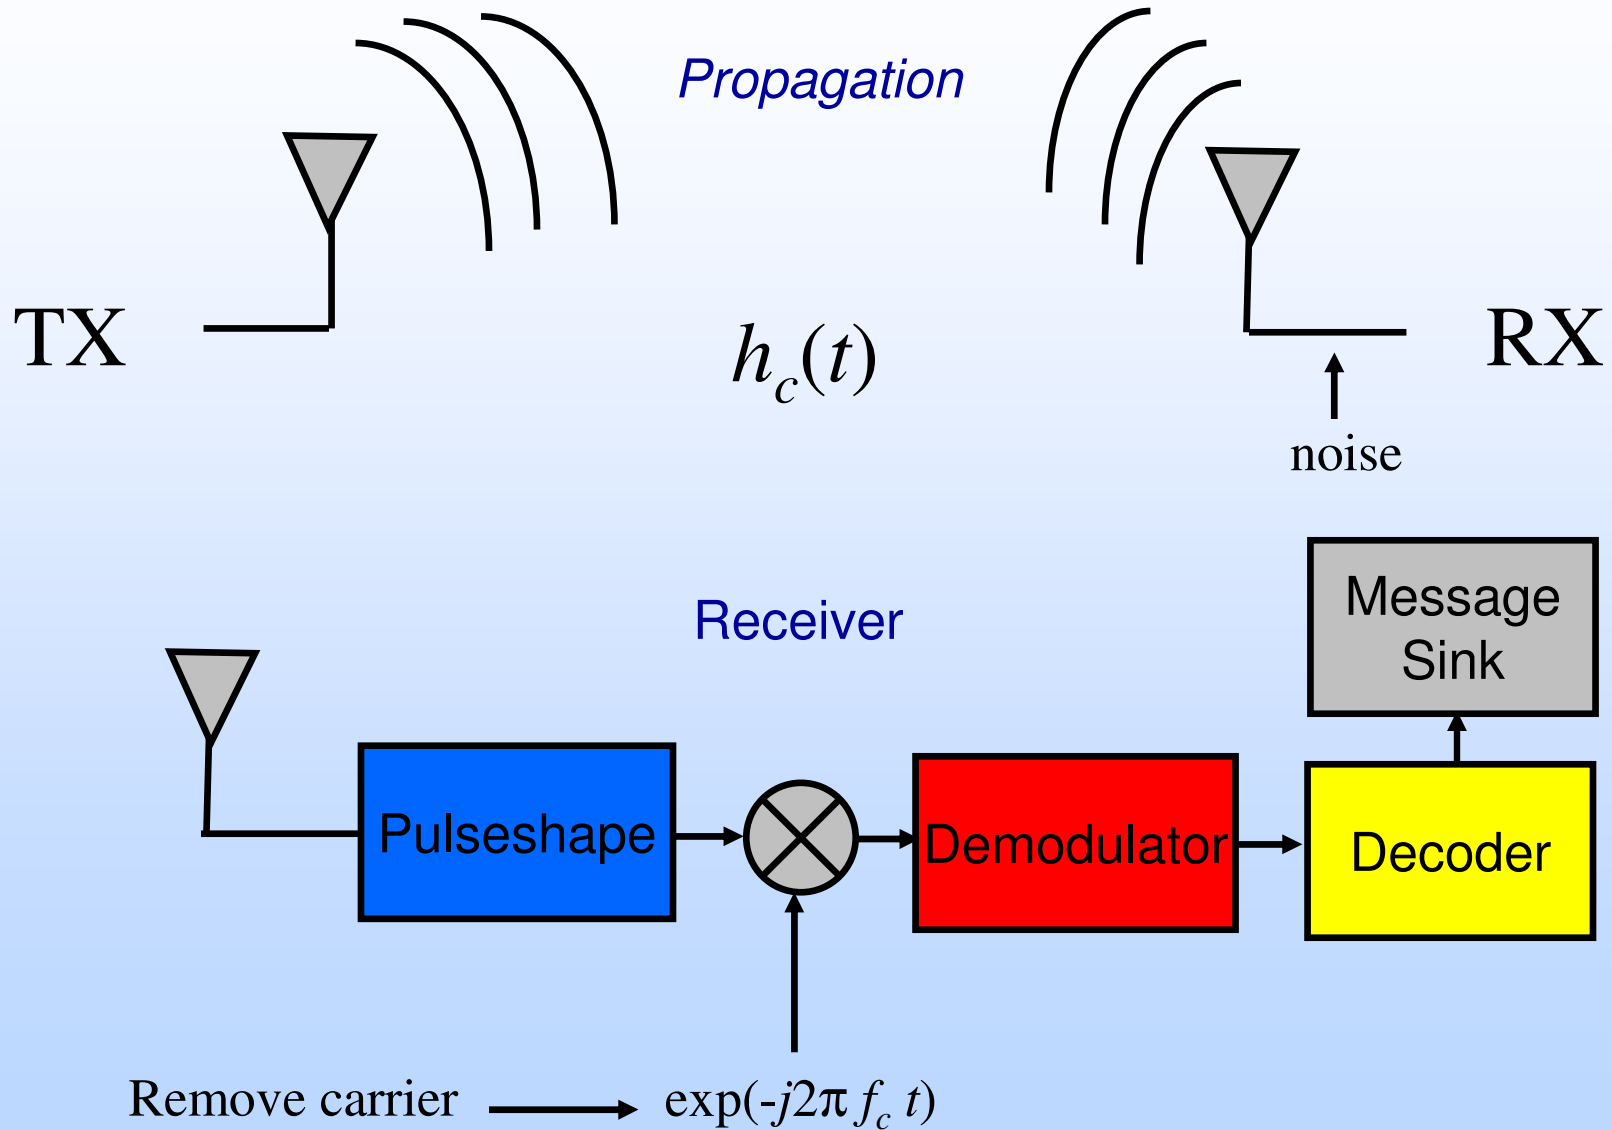 Propagation
TX
h_c(t)
RX
noise
Receiver
Message
Sink
Pulseshape
Demodulator
Decoder
Remove carrier
exp(-j2π f_c t)